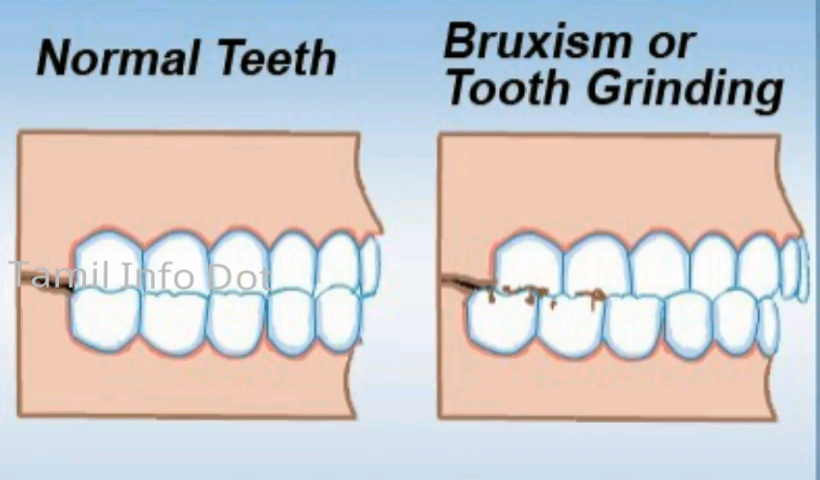 Normal Teeth
Bruxism or
Tooth Grinding
Tamil Info Dot